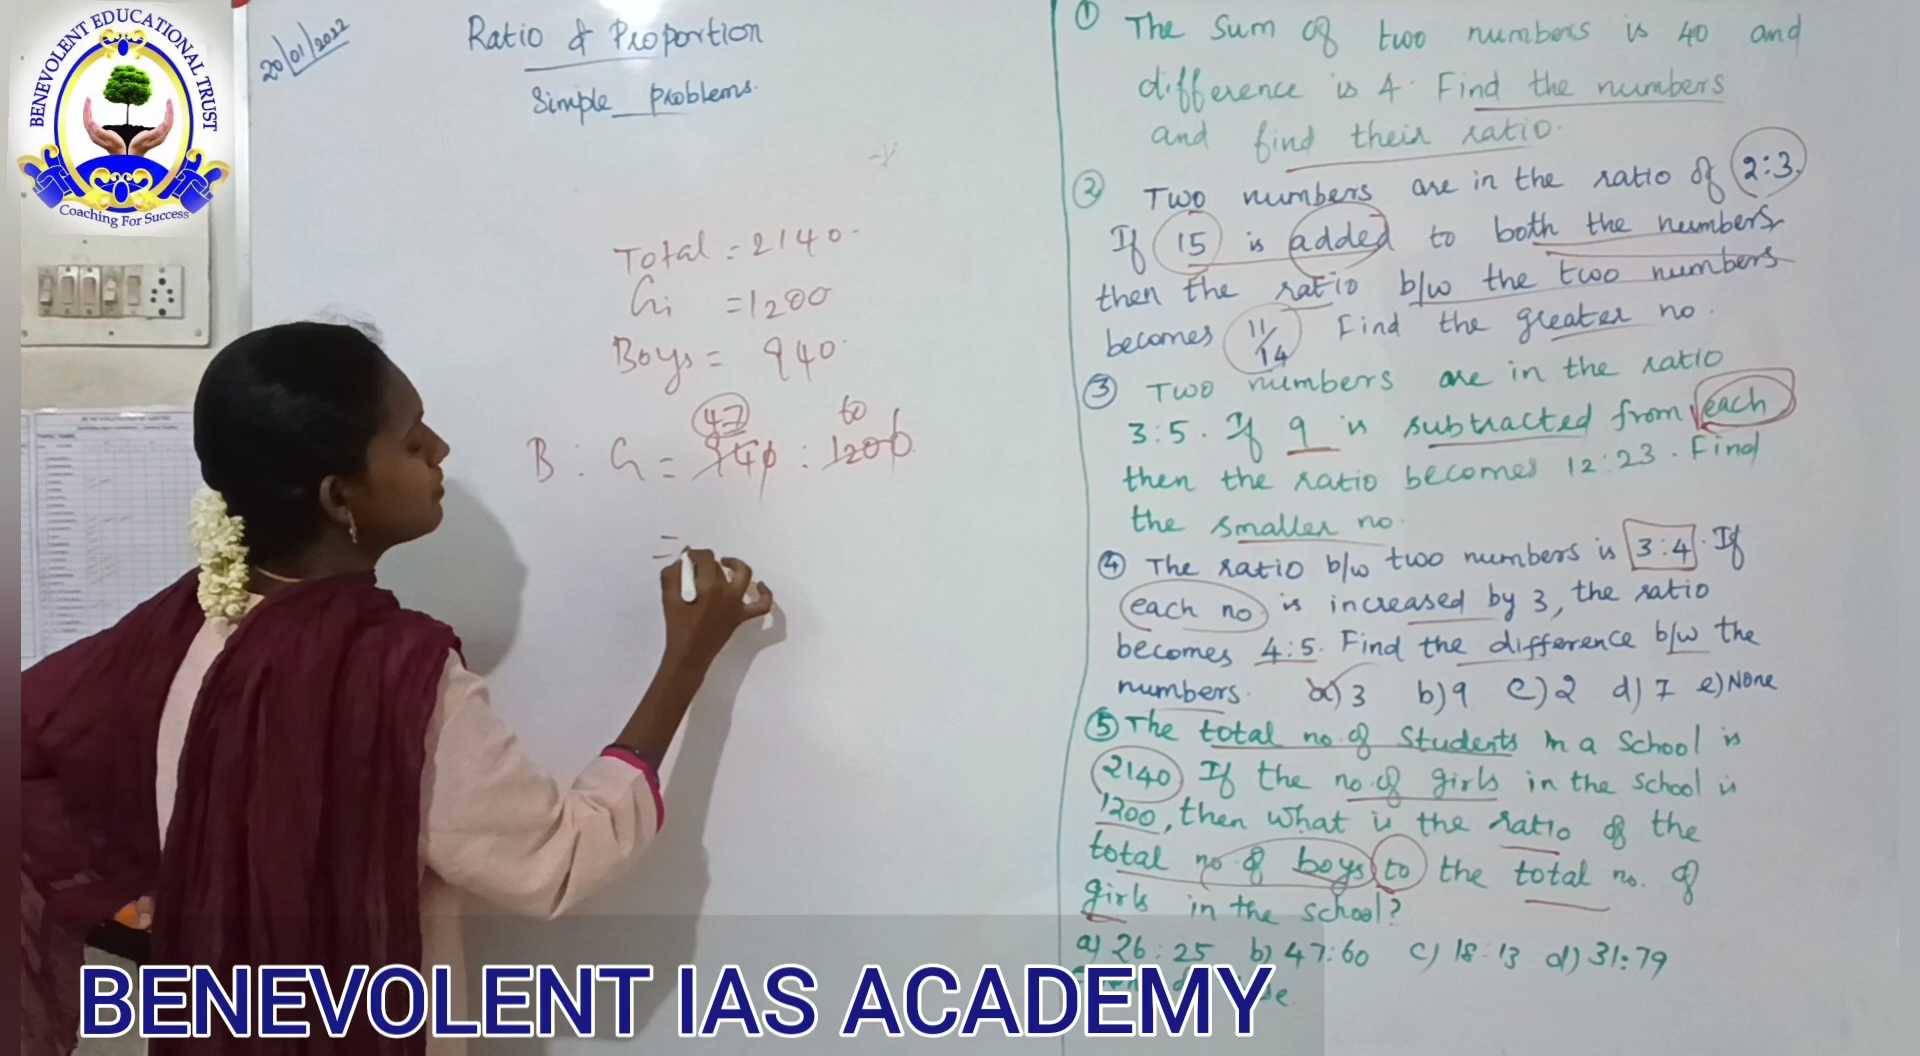 BENEVOLENT EDUCATIONAL TRUST
Coaching For Success
20/01/2022
Ratio & Proportion
Simple problems.
Total = 2140.
Gi = 1200
Boys = 940.
47 60
B : G = 940 : 1200.
=
① The Sum of two numbers is 40 and
difference is 4. Find the numbers
and find their ratio.
② Two numbers are in the ratio of 2:3.
If 15 is added to both the numbers
then the ratio b/w the two numbers
becomes 11/14 Find the greater no.
③ Two numbers are in the ratio
3:5. If 9 is subtracted from each
then the ratio becomes 12:23. Find
the smaller no.
④ The ratio b/w two numbers is 3:4. If
each no. is increased by 3, the ratio
becomes 4:5. Find the difference b/w the
numbers. a) 3 b) 9 c) 2 d) 7 e) None
⑤ The total no. of Students in a School is
2140 If the no. of girls in the school is
1200, then what is the ratio of the
total no. of boys to the total no. of
girls in the school?
a) 26:25 b) 47:60 c) 18:13 d) 31:79
BENEVOLENT IAS ACADEMY